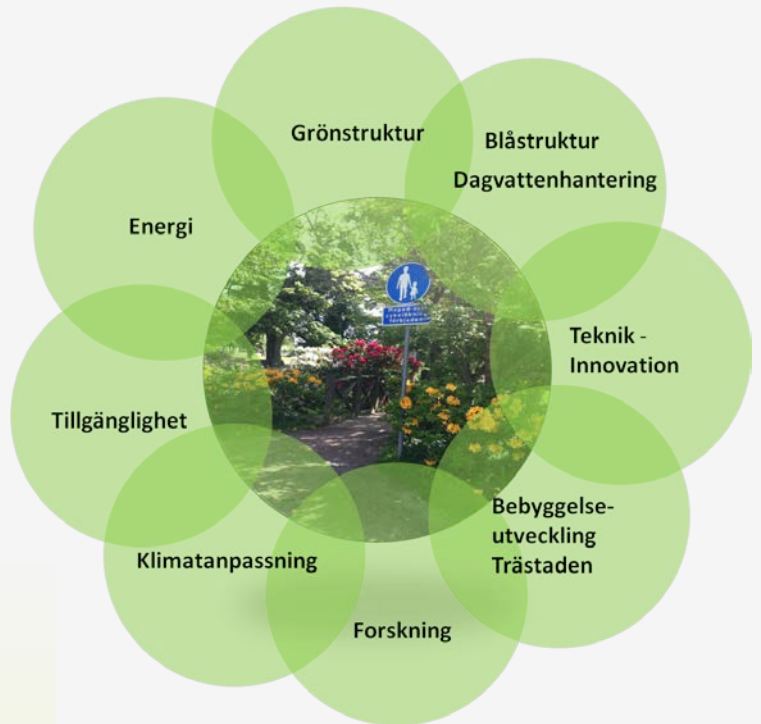 Grönstruktur
Blåstruktur
Dagvattenhantering
Energi
Teknik -
Innovation
Tillgänglighet
Bebyggelse-
utveckling
Trästaden
Klimatanpassning
Forskning